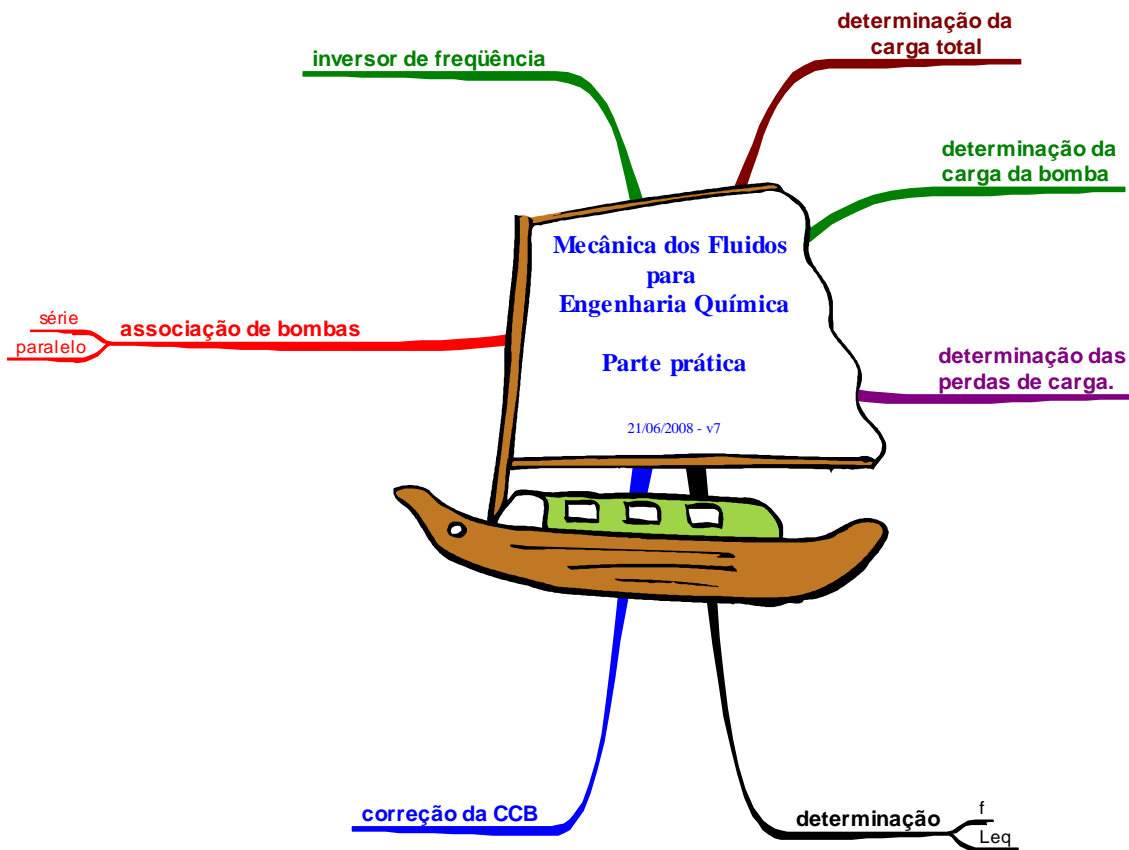 determinação da
carga total
inversor de freqüência
determinação da
carga da bomba
Mecânica dos Fluidos
para
Engenharia Química
Parte prática
21/06/2008 - v7
série
paralelo
associação de bombas
determinação das
perdas de carga.
correção da CCB
determinação
f
Leq